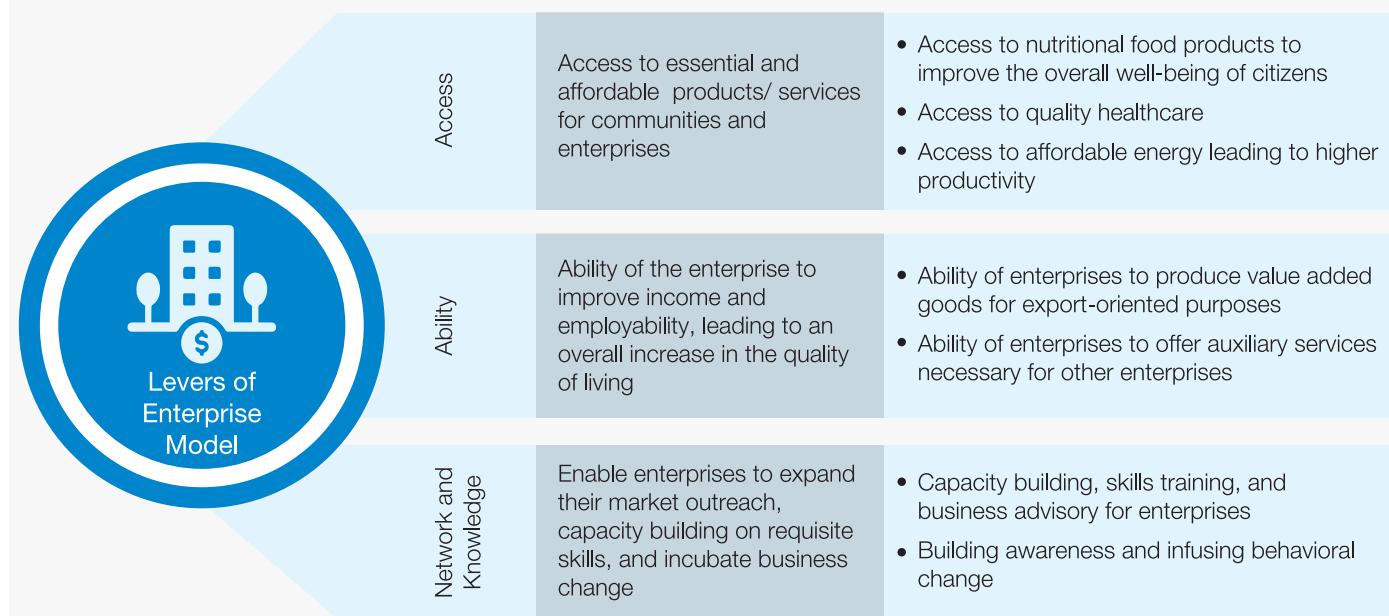 Levers of
Enterprise
Model
$
Access
Access to essential and
affordable products/ services
for communities and
enterprises
• Access to nutritional food products to
improve the overall well-being of citizens
• Access to quality healthcare
• Access to affordable energy leading to higher
productivity
Ability
Ability of the enterprise to
improve income and
employability, leading to an
overall increase in the quality
of living
• Ability of enterprises to produce value added
goods for export-oriented purposes
• Ability of enterprises to offer auxiliary services
necessary for other enterprises
Network and
Knowledge
Enable enterprises to expand
their market outreach,
capacity building on requisite
skills, and incubate business
change
• Capacity building, skills training, and
business advisory for enterprises
• Building awareness and infusing behavioral
change